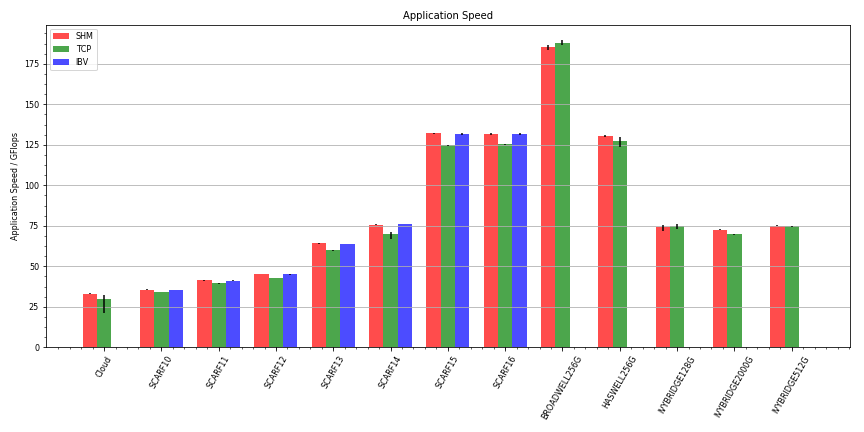 Application Speed
SHM
TCP
IBV
Application Speed / GFlops
175
150
125
100
75
50
25
0
Cloud
SCARF10
SCARF11
SCARF12
SCARF13
SCARF14
SCARF15
SCARF16
BROADWELL256G
HASWELL256G
IVYBRIDGE128G
IVYBRIDGE2000G
IVYBRIDGE512G